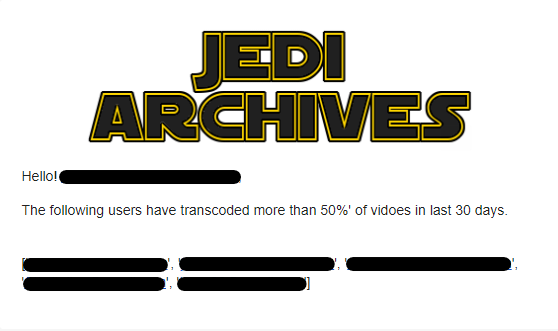 JEDI
ARCHIVES
Hello!
The following users have transcoded more than 50%' of vidoes in last 30 days.
[ ', ' ', ' ',
' ', ' ]